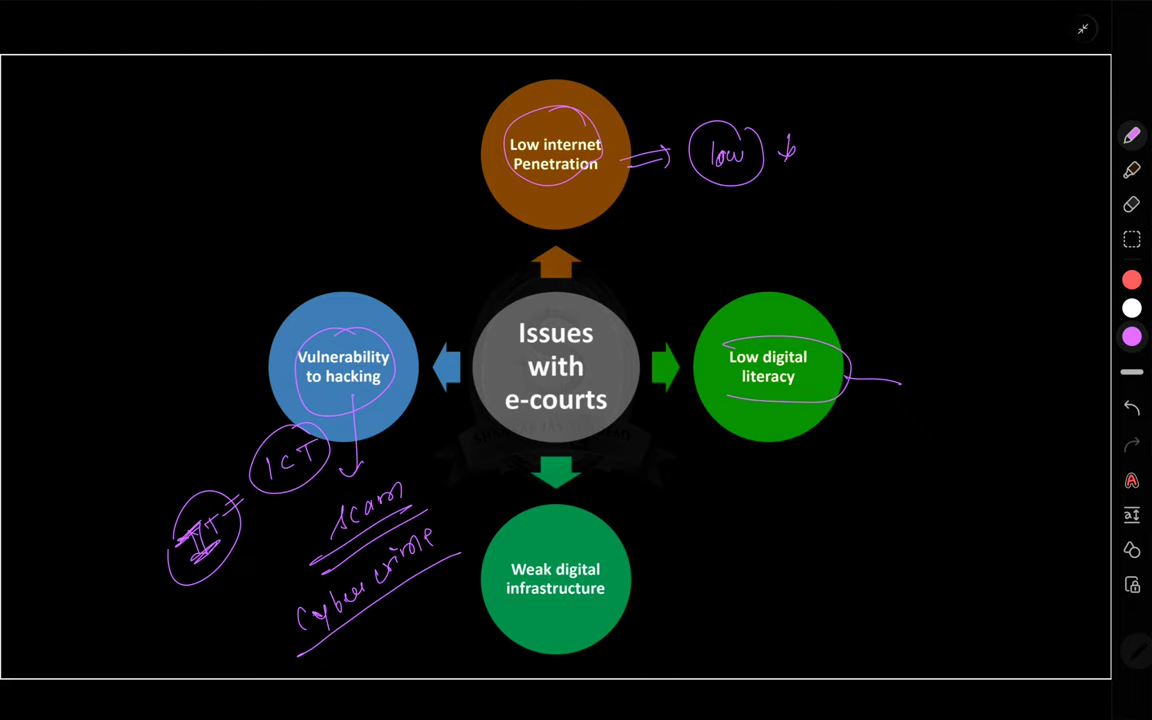 Low internet
Penetration
low
Vulnerability
to hacking
Issues
with
e-courts
Low digital
literacy
ICT
scam
Cyber crime
Weak digital
infrastructure